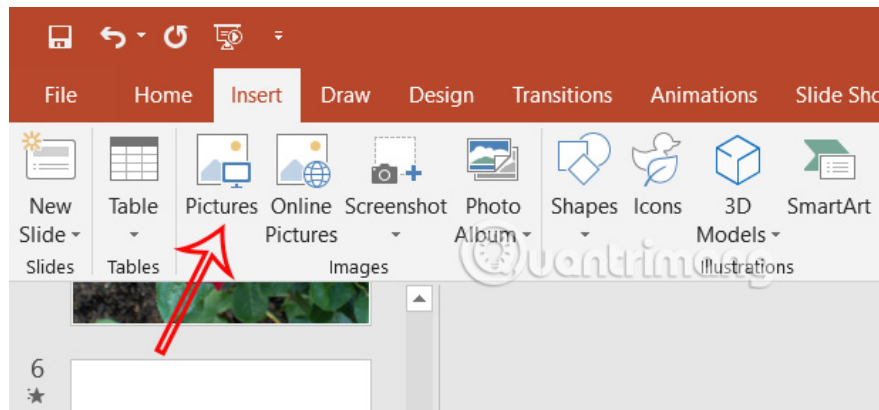 File Home Insert Draw Design Transitions Animations Slide Sho
New Slide
Table
Pictures
Online Pictures
Screenshot
Photo Album
Shapes
Icons
3D Models
SmartArt
Slides Tables Images Illustrations
Quantrimang
6